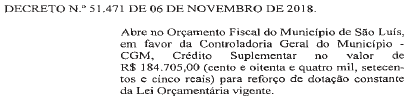 DECRETO N.º 51.471 DE 06 DE NOVEMBRO DE 2018.
Abre no Orçamento Fiscal do Município de São Luís,
em favor da Controladoria Geral do Município -
CGM, Crédito Suplementar no valor de
R$ 184.705,00 (cento e oitenta e quatro mil, setecen-
tos e cinco reais) para reforço de dotação constante
da Lei Orçamentária vigente.